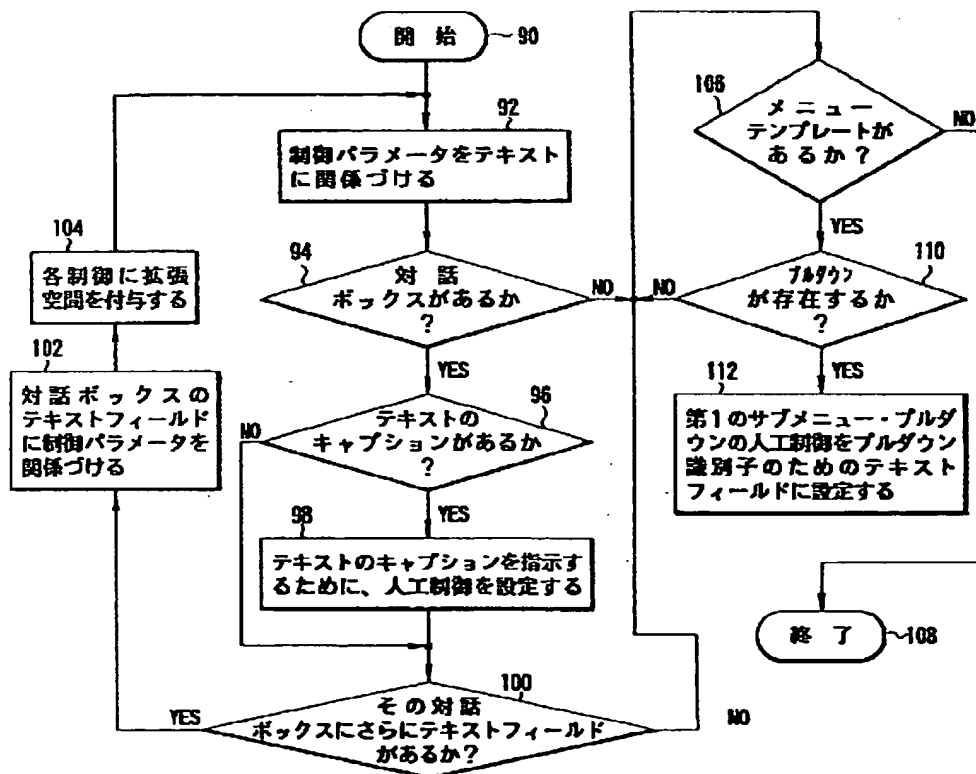 開始
90
92
制御パラメータをテキスト
に関係づける
94
対話
ボックスがあるか
?
NO
YES
96
テキストの
キャプションがあるか
?
NO
YES
98
テキストのキャプションを指示す
るために、人工制御を設定する
100
その対話
ボックスにさらにテキストフィールド
があるか?
YES
NO
102
対話ボックスの
テキストフィールド
に制御パラメータを
関係づける
104
各制御に拡張
空間を付与する
106
メニュー
テンプレートが
あるか?
NO
YES
110
プルダウン
が存在するか
?
NO
YES
112
第1のサブメニュー・プルダ
ウンの人工制御をプルダウン
識別子のためのテキスト
フィールドに設定する
終了
108